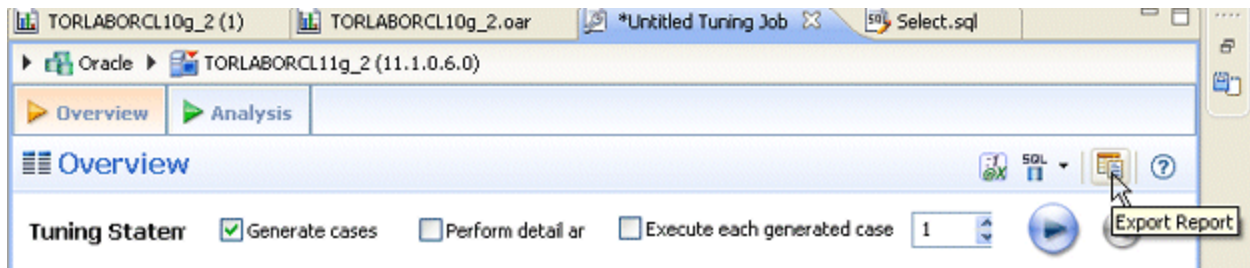 TORLABORCL10g_2 (1) TORLABORCL10g_2.oar *Untitled Tuning Job Select.sql
Oracle TORLABORCL11g_2 (11.1.0.6.0)
Overview Analysis
Overview SQL
Tuning Statem Generate cases Perform detail ar Execute each generated case 1
Export Report